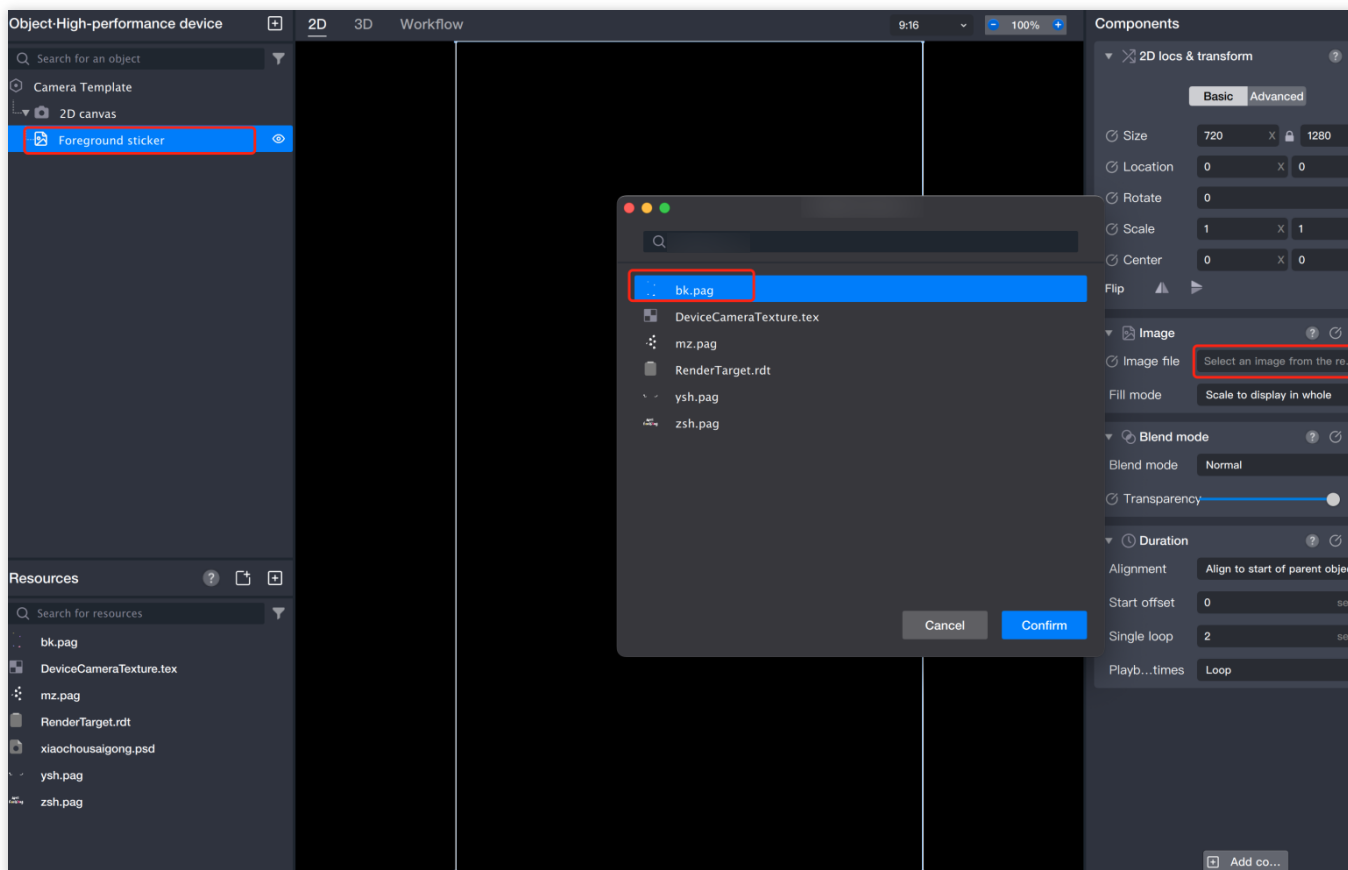 Object·High-performance device
Search for an object
Camera Template
2D canvas
Foreground sticker
Resources
Search for resources
bk.pag
DeviceCameraTexture.tex
mz.pag
RenderTarget.rdt
xiaochousaigong.psd
ysh.pag
zsh.pag
2D 3D Workflow
9:16 100%
bk.pag
DeviceCameraTexture.tex
mz.pag
RenderTarget.rdt
ysh.pag
zsh.pag
Cancel Confirm
Components
2D locs & transform ?
Basic Advanced
Size 720 X 1280
Location 0 X 0
Rotate 0
Scale 1 X 1
Center 0 X 0
Flip
Image ?
Image file Select an image from the re..
Fill mode Scale to display in whole
Blend mode ?
Blend mode Normal
Transparency
Duration ?
Alignment Align to start of parent objec
Start offset 0 se
Single loop 2 se
Playb...times Loop
Add co...